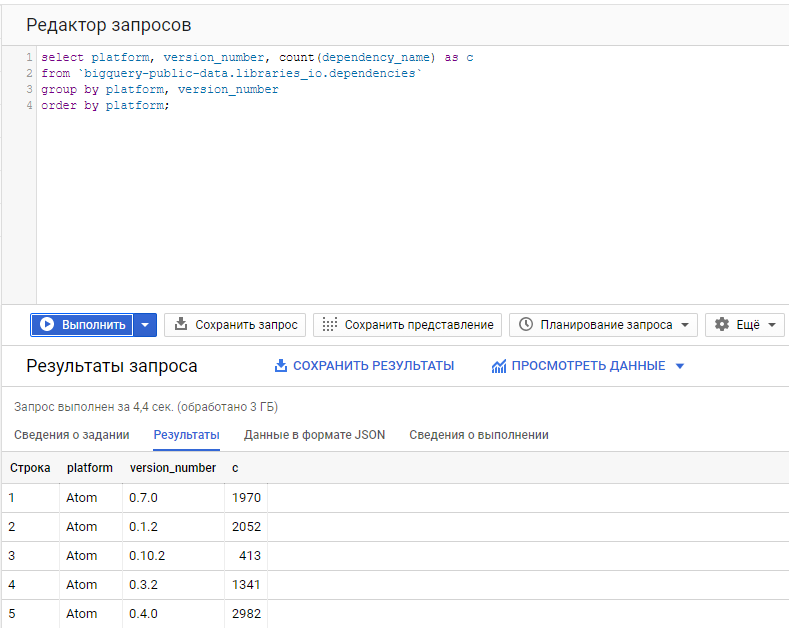 Редактор запросов
1 select platform, version_number, count(dependency_name) as c
2 from `bigquery-public-data.libraries_io.dependencies`
3 group by platform, version_number
4 order by platform;
Выполнить Сохранить запрос Сохранить представление Планирование запроса Ещё
Результаты запроса СОХРАНИТЬ РЕЗУЛЬТАТЫ ПРОСМОТРЕТЬ ДАННЫЕ
Запрос выполнен за 4,4 сек. (обработано 3 ГБ)
Сведения о задании Результаты Данные в формате JSON Сведения о выполнении
Строка platform version_number c
1 Atom 0.7.0 1970
2 Atom 0.1.2 2052
3 Atom 0.10.2 413
4 Atom 0.3.2 1341
5 Atom 0.4.0 2982